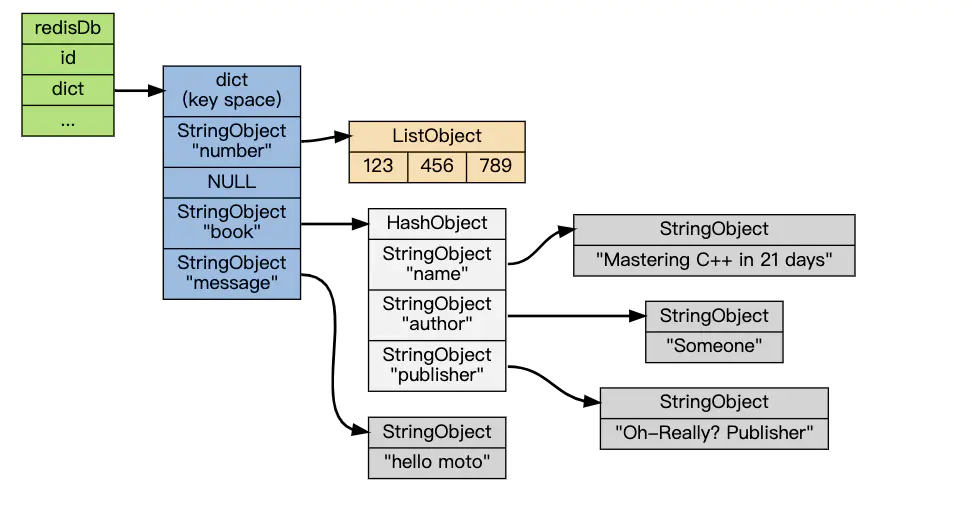 redisDb
id
dict
...
dict
(key space)
StringObject
"number"
NULL
StringObject
"book"
StringObject
"message"
ListObject
123 456 789
HashObject
StringObject
"name"
StringObject
"author"
StringObject
"publisher"
StringObject
"hello moto"
StringObject
"Mastering C++ in 21 days"
StringObject
"Someone"
StringObject
"Oh-Really? Publisher"